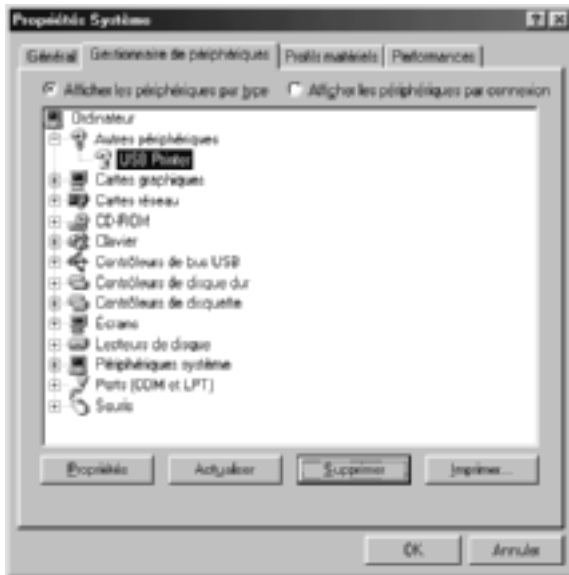 Propriétés Système
Général Gestionnaire de périphériques Profils matériels Performances
Afficher les périphériques par type Afficher les périphériques par connexion
Ordinateur
Autres périphériques
USB Printer
Cartes graphiques
Cartes réseau
CD-ROM
Clavier
Contrôleurs de bus USB
Contrôleurs de disque dur
Contrôleurs de disquette
Écrans
Lecteurs de disque
Périphériques système
Ports (COM et LPT)
Souris
Propriétés Actualiser Supprimer Imprimer...
OK Annuler